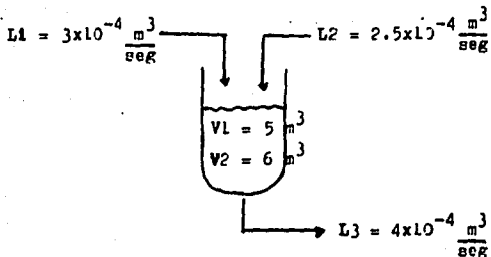 L1 = 3x10⁻⁴ m³/seg
L2 = 2.5x10⁻⁴ m³/seg
V1 = 5 m³
V2 = 6 m³
L3 = 4x10⁻⁴ m³/seg